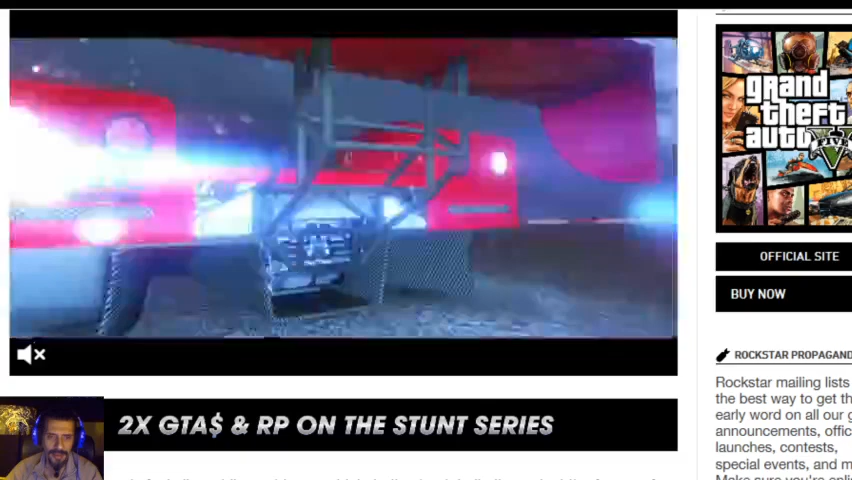 grand
theft
auto
FIVE
OFFICIAL SITE
BUY NOW
ROCKSTAR PROPAGAND
Rockstar mailing lists
the best way to get th
early word on all our g
announcements, offic
launches, contests,
special events, and m
2X GTA$ & RP ON THE STUNT SERIES